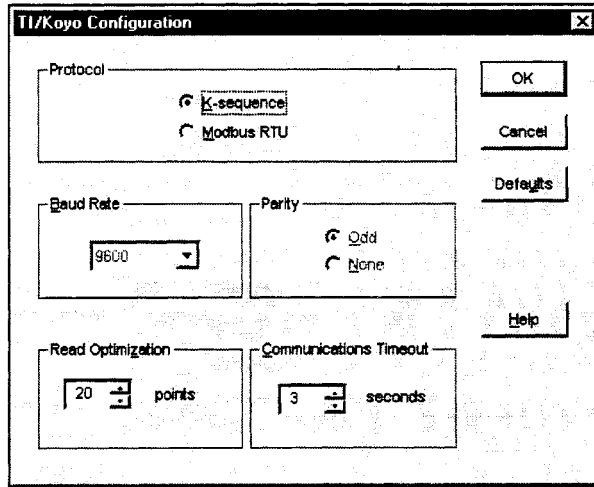 TI/Koyo Configuration
Protocol
K-sequence
Modbus RTU
OK
Cancel
Defaults
Baud Rate
9600
Parity
Odd
None
Help
Read Optimization
20 points
Communications Timeout
3 seconds